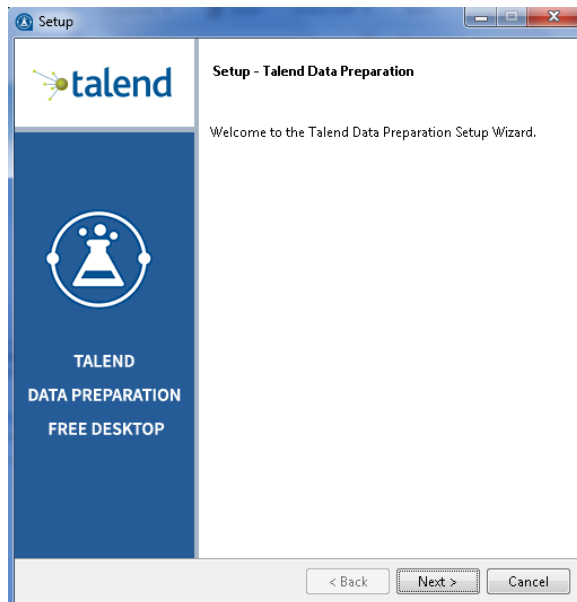 Setup
talend
Setup - Talend Data Preparation
Welcome to the Talend Data Preparation Setup Wizard.
TALEND
DATA PREPARATION
FREE DESKTOP
< Back
Next >
Cancel